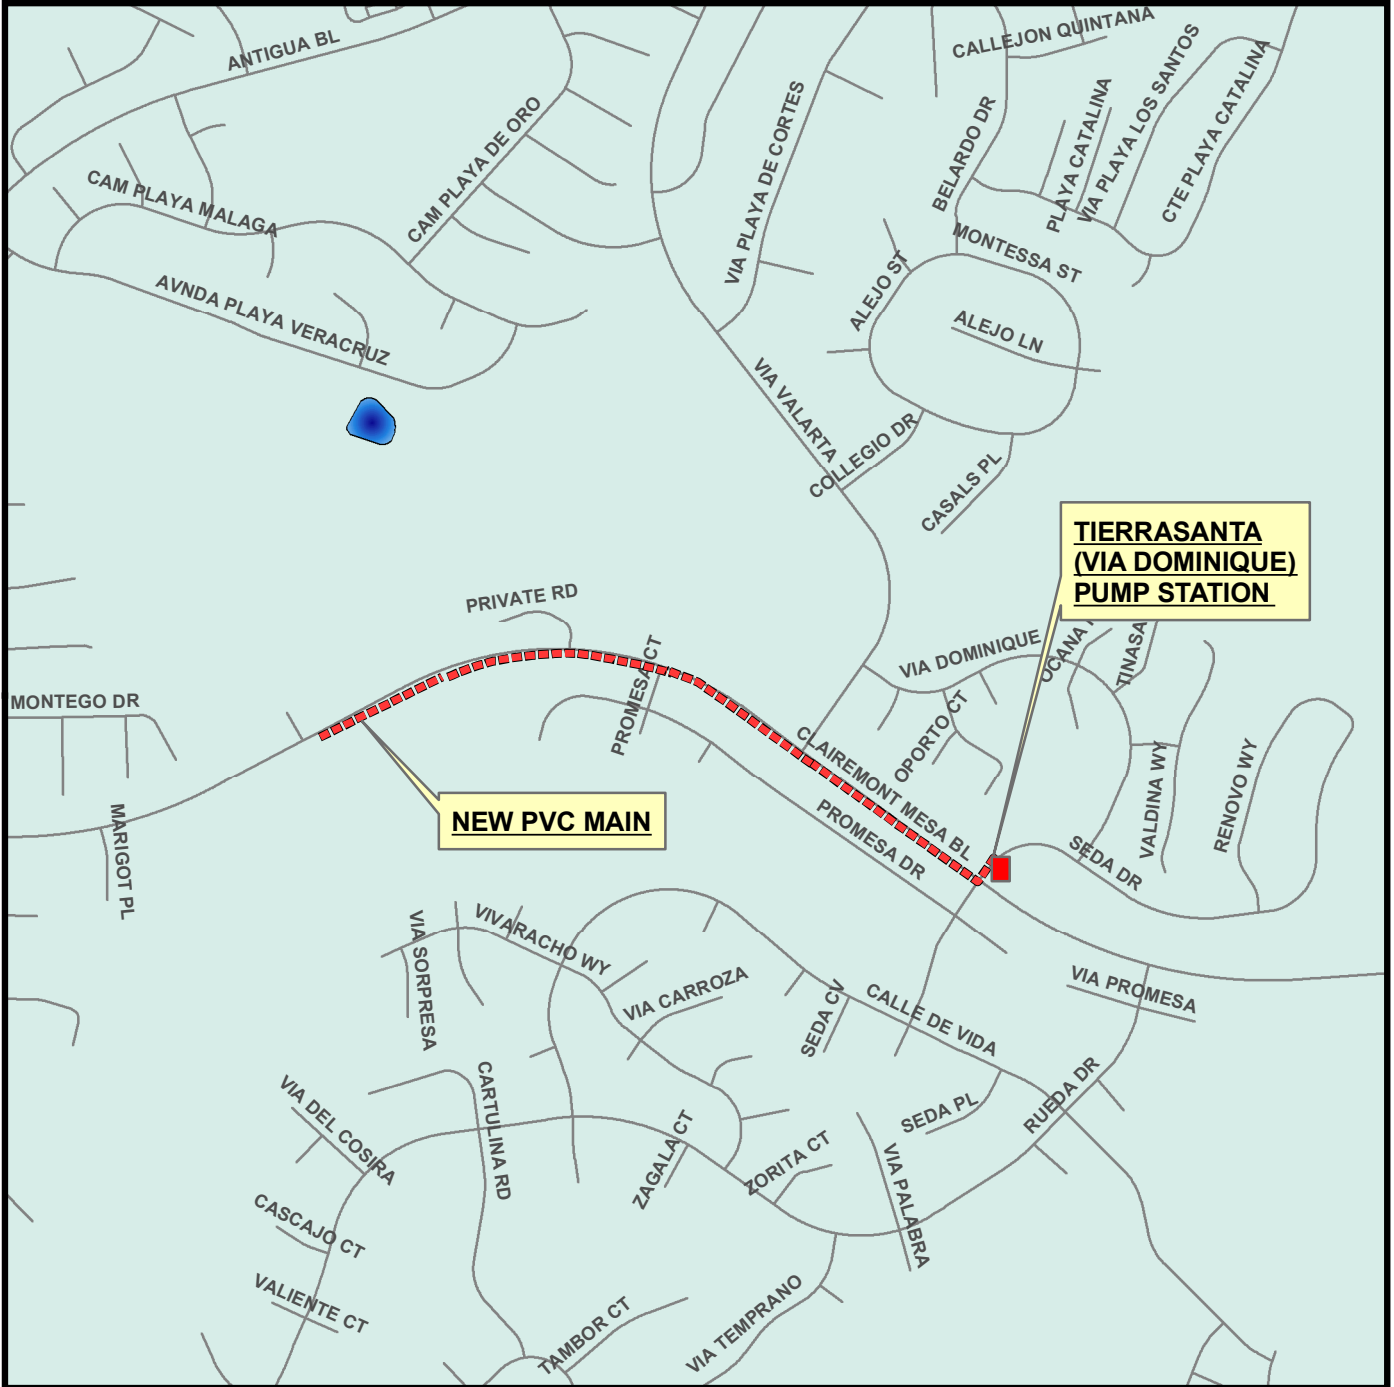 ANTIGUA BL
CALLEJON QUINTANA
CAM PLAYA DE ORO
VIA PLAYA DE CORTES
BELARDO DR
PLAYA CATALINA
VIA PLAYA LOS SANTOS
CTE PLAYA CATALINA
CAM PLAYA MALAGA
MONTESSA ST
ALEJO ST
AVNDA PLAYA VERACRUZ
ALEJO LN
VIA VALARTA
COLLEGIO DR
CASALS PL
TIERRASANTA
(VIA DOMINIQUE)
PUMP STATION
PRIVATE RD
PROMESA CT
VIA DOMINIQUE
OCANA
TINASA
MONTEGO DR
OPORTO CT
CLAIREMONT MESA BL
VALDINA WY
RENOVO WY
NEW PVC MAIN
PROMESA DR
SEDA DR
MARIGOT PL
VIA SORPRESA
VIVARACHO WY
VIA CARROZA
SEDA CV
CALLE DE VIDA
VIA PROMESA
VIA DEL COSIRA
CARTULINA RD
SEDA PL
RUEDA DR
ZAGALA CT
ZORITA CT
VIA PALABRA
CASCAJO CT
VALIENTE CT
TAMBOR CT
VIA TEMPRANO